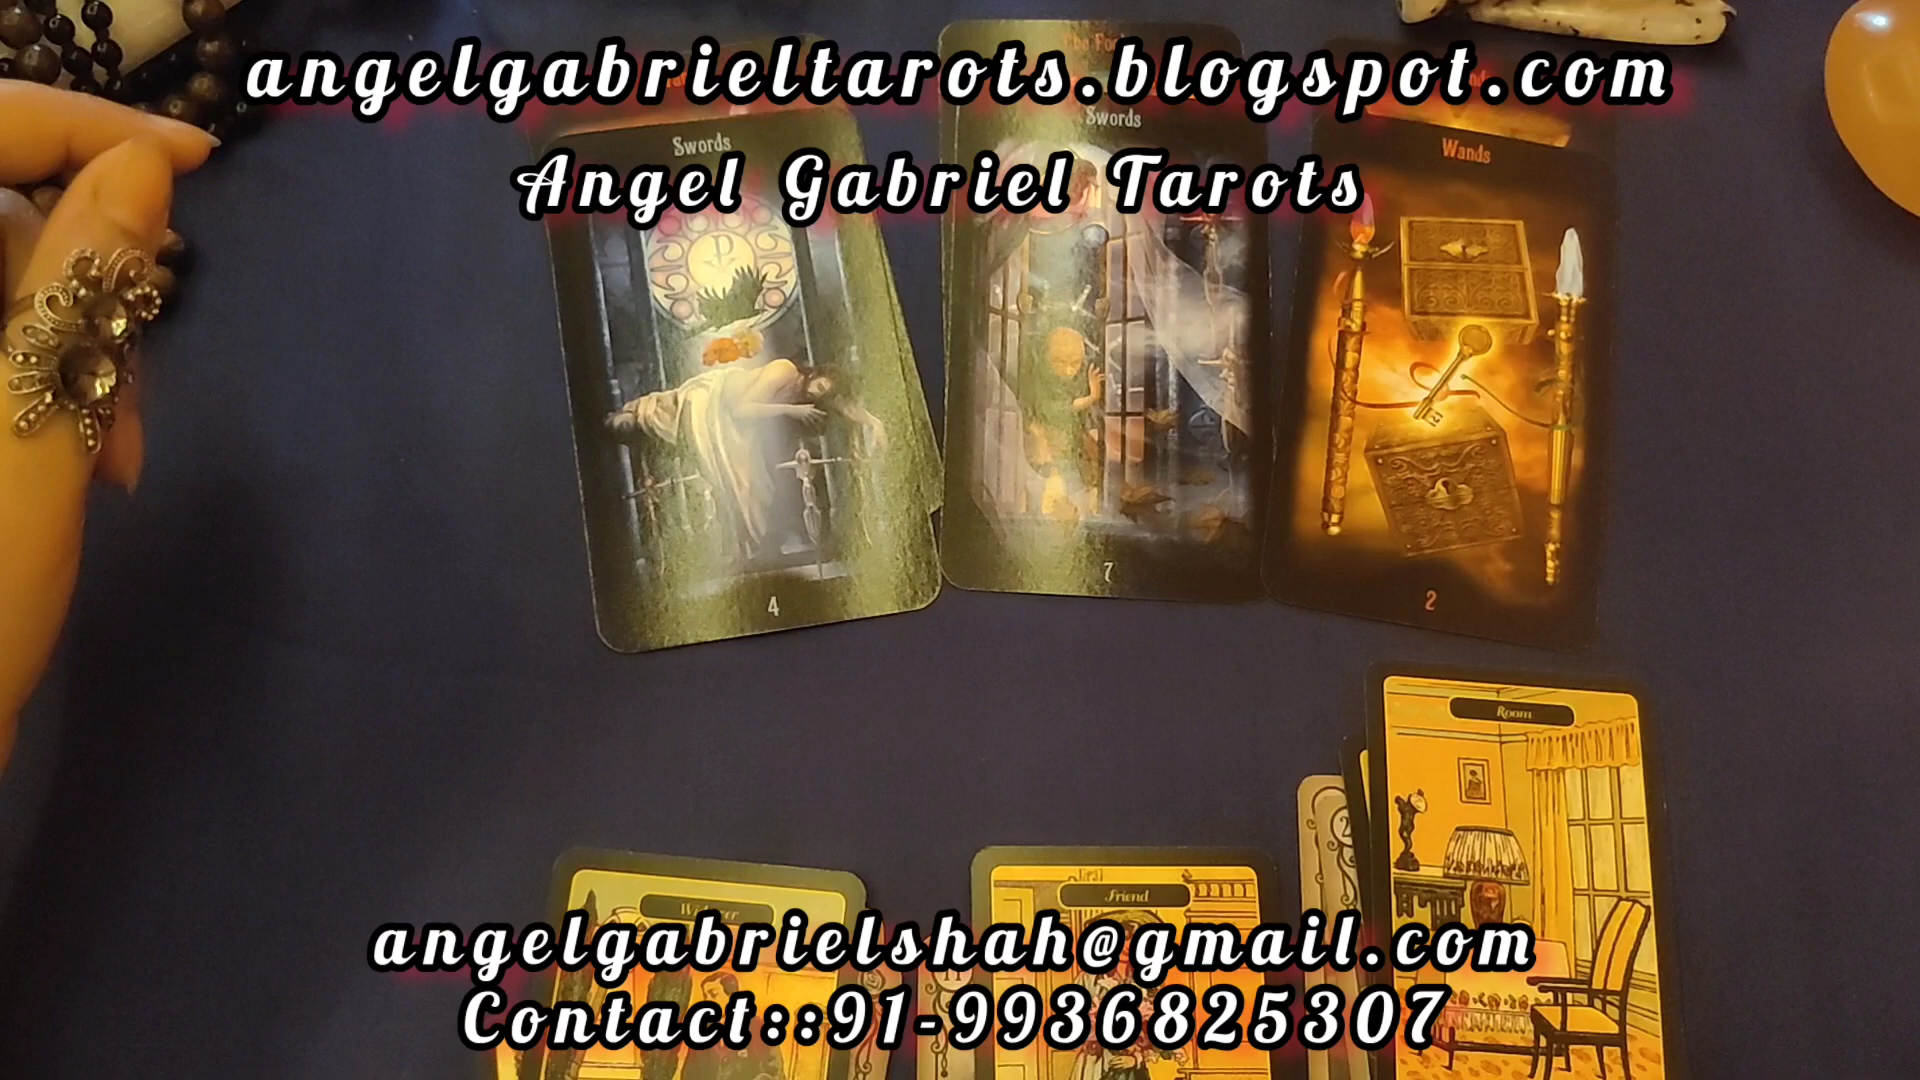 angelgabrieltarots.blogspot.com
Angel Gabriel Tarots
Swords
Swords
Wands
4
7
2
Room
Friend
angelgabrielshah@gmail.com
Contact::91-9936825307